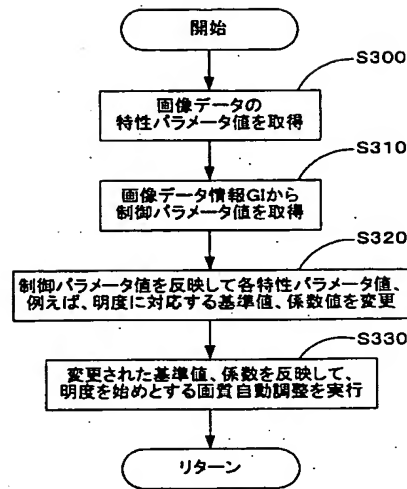 開始
S300
画像データの
特性パラメータ値を取得
S310
画像データ情報GIから
制御パラメータ値を取得
S320
制御パラメータ値を反映して各特性パラメータ値、
例えば、明度に対応する基準値、係数値を変更
S330
変更された基準値、係数を反映して、
明度を始めとする画質自動調整を実行
リターン